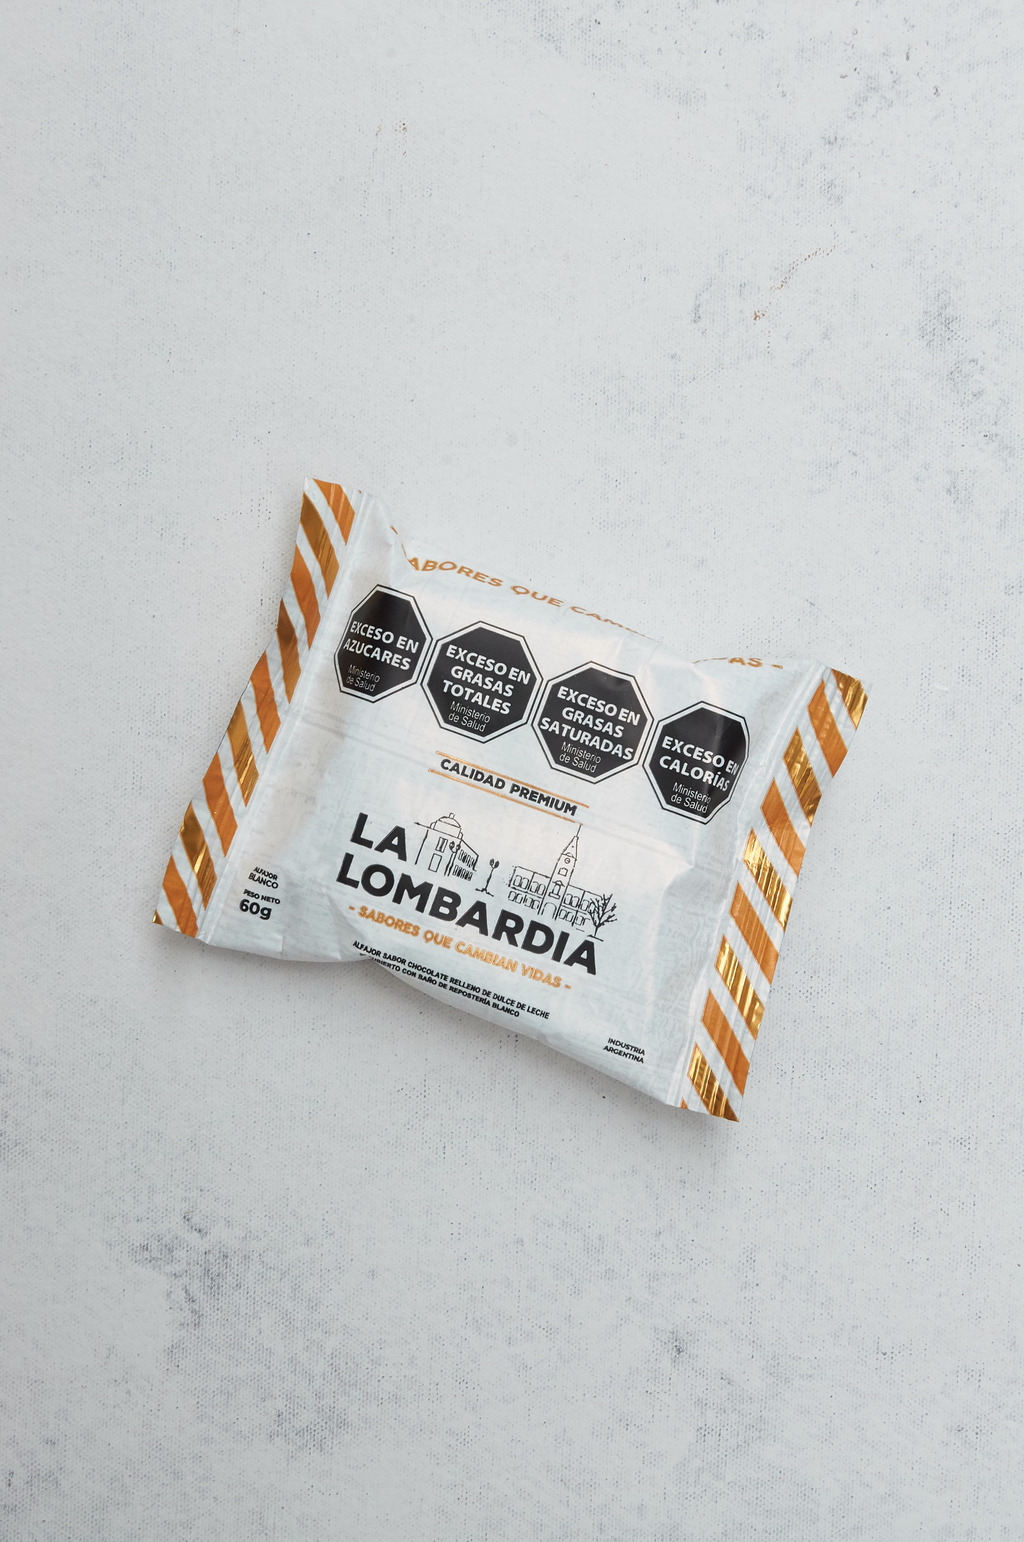 ABORES QUE
AS -
EXCESO EN
AZUCARES
Ministerio
de Salud
EXCESO EN
GRASAS
TOTALES
Ministerio
de Salud
EXCESO EN
GRASAS
SATURADAS
Ministerio
de Salud
EXCESO EN
CALORÍAS
Ministerio
de Salud
CALIDAD PREMIUM
LA
LOMBARDIA
- SABORES QUE CAMBIAN VIDAS -
ALFAJOR SABOR CHOCOLATE RELLENO DE DULCE DE LECHE
CON BAÑO DE REPOSTERÍA BLANCO
ALFAJOR
BLANCO
PESO NETO
60g
INDUSTRIA
ARGENTINA